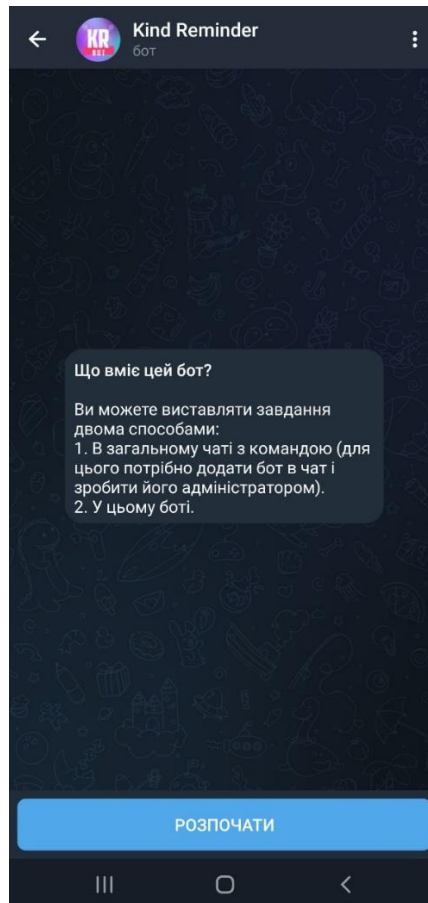 Kind Reminder
KR
BOT
бот
Що вміє цей бот?
Ви можете виставляти завдання
двома способами:
1. В загальному чаті з командою (для
цього потрібно додати бот в чат і
зробити його адміністратором).
2. У цьому боті.
РОЗПОЧАТИ